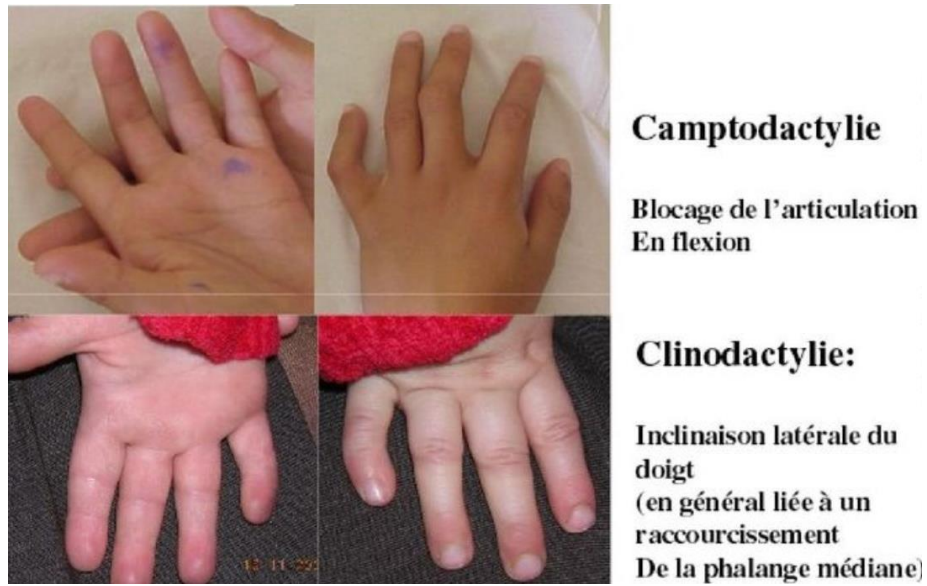 Camptodactylie
Blocage de l’articulation
En flexion
Clinodactylie:
Inclinaison latérale du
doigt
(en général liée à un
raccourcissement
De la phalange médiane)